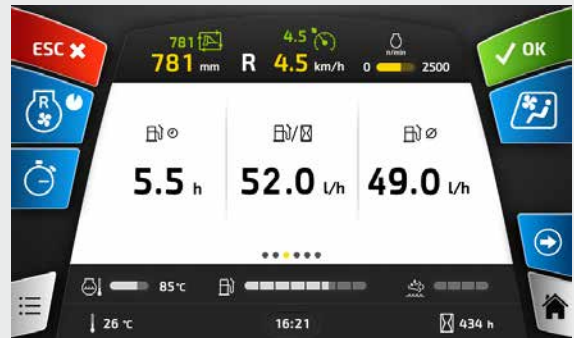 ESC
781
4.5
OK
781 mm
R
4.5 km/h
n/min
0
2500
R
5.5 h
52.0 l/h
49.0 l/h
85°C
26 °C
16:21
434 h